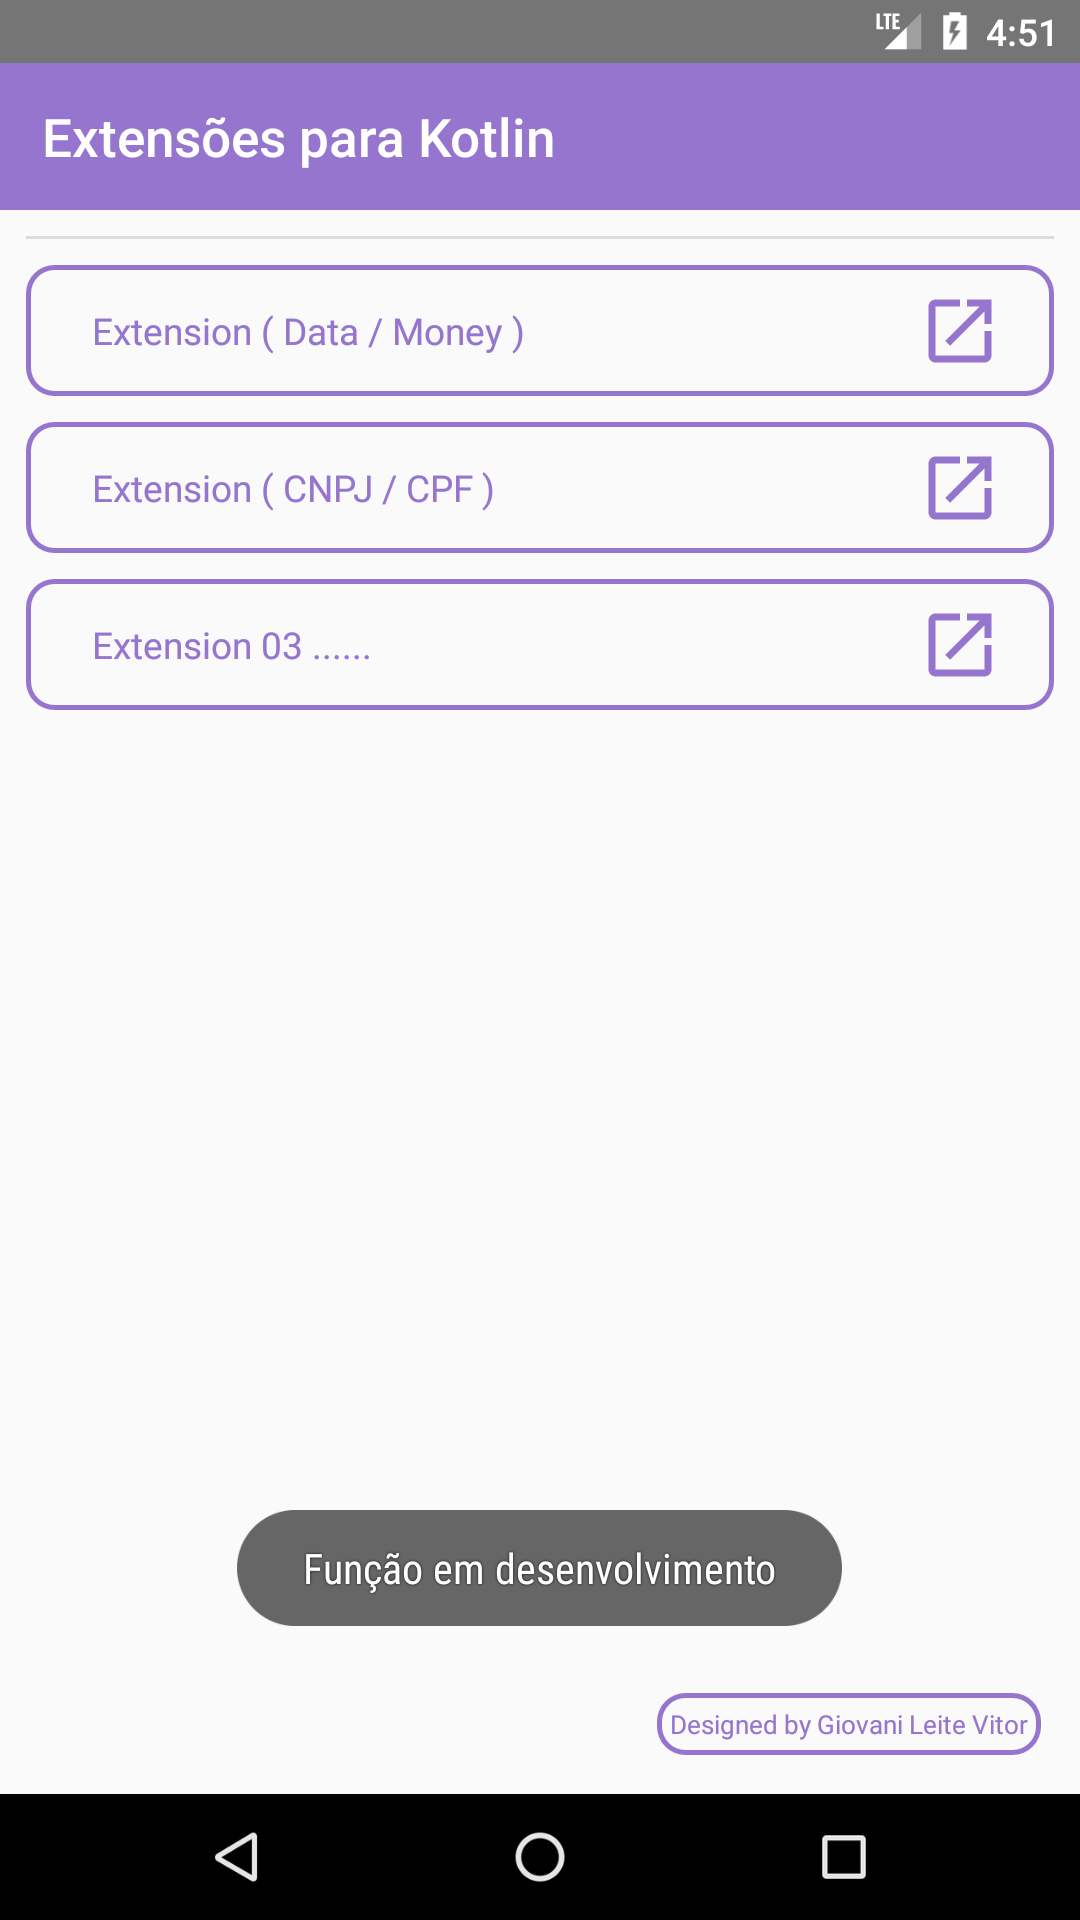 LTE 4:51
Extensões para Kotlin
Extension ( Data / Money )
Extension ( CNPJ / CPF )
Extension 03 ......
Função em desenvolvimento
Designed by Giovani Leite Vitor